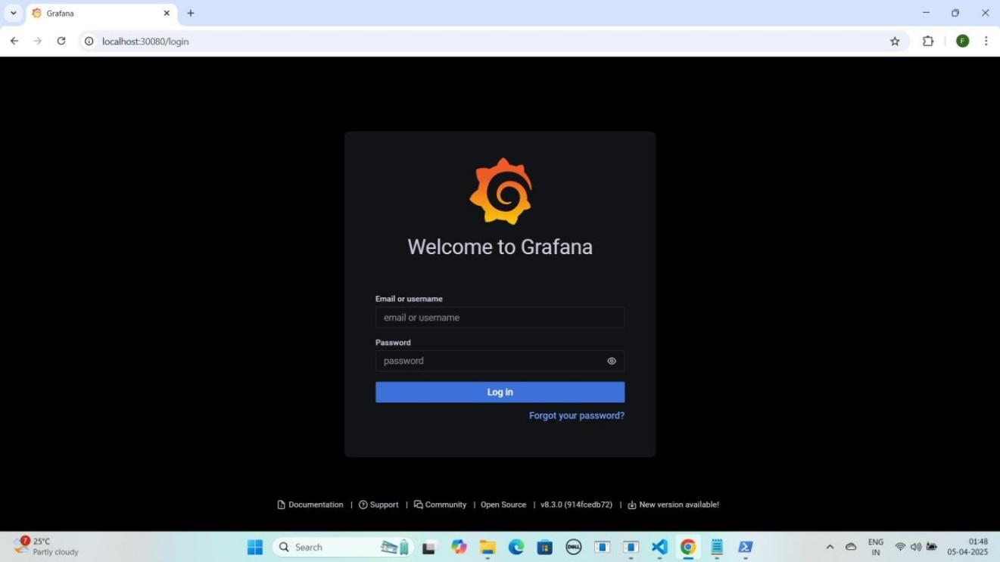 Grafana
localhost:30080/login
F
Welcome to Grafana
Email or username
email or username
Password
password
Log in
Forgot your password?
Documentation | Support | Community | Open Source | v8.3.0 (914fcedb72) | New version available!
7
25°C
Partly cloudy
Search
DELL
ENG
IN
01:48
05-04-2025